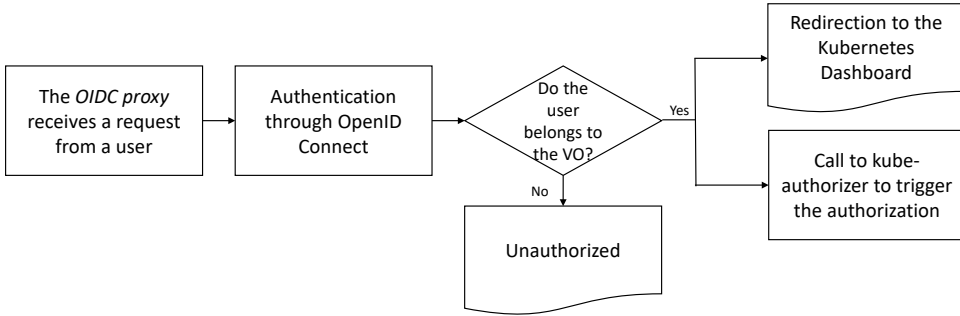 The OIDC proxy
receives a request
from a user
Authentication
through OpenID
Connect
Do the
user
belongs to
the VO?
Yes
No
Redirection to the
Kubernetes
Dashboard
Call to kube-
authorizer to trigger
the authorization
Unauthorized